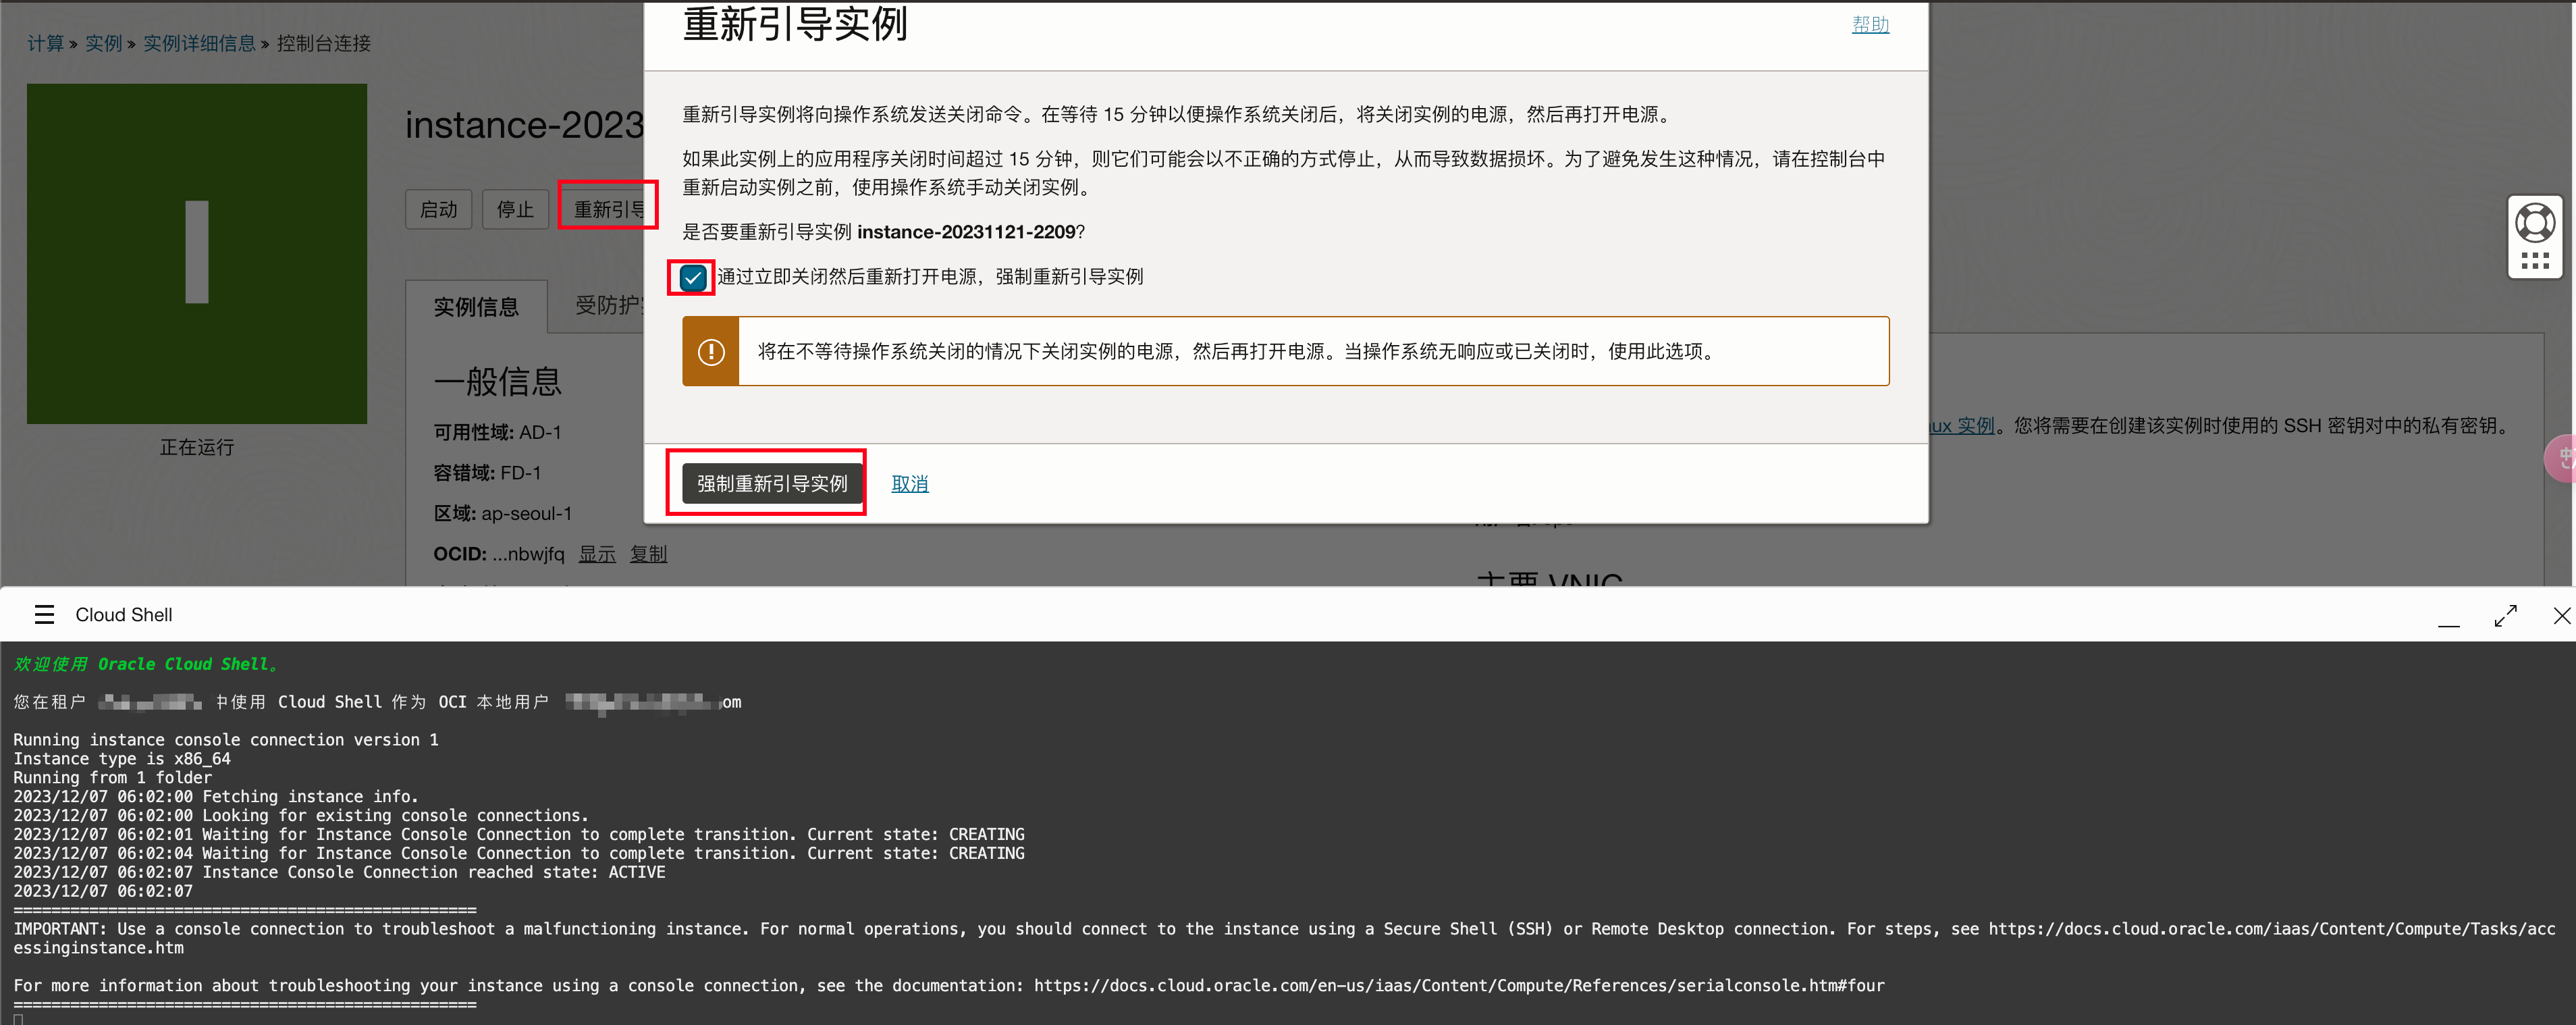 重新引导实例
帮助
计算 » 实例 » 实例详细信息 » 控制台连接
instance-2023
启动 停止 重新引导
正在运行
实例信息 受防护
一般信息
可用性域: AD-1
容错域: FD-1
区域: ap-seoul-1
OCID: ...nbwjfq 显示 复制
重新引导实例将向操作系统发送关闭命令。在等待 15 分钟以便操作系统关闭后，将关闭实例的电源，然后再打开电源。
如果此实例上的应用程序关闭时间超过 15 分钟，则它们可能会以不正确的方式停止，从而导致数据损坏。为了避免发生这种情况，请在控制台中
重新启动实例之前，使用操作系统手动关闭实例。
是否要重新引导实例 instance-20231121-2209?
通过立即关闭然后重新打开电源，强制重新引导实例
将在不等待操作系统关闭的情况下关闭实例的电源，然后再打开电源。当操作系统无响应或已关闭时，使用此选项。
强制重新引导实例 取消
ux 实例。您将需要在创建该实例时使用的 SSH 密钥对中的私有密钥。
主要 VNIC
Cloud Shell
欢迎使用 Oracle Cloud Shell。
您在租户 中使用 Cloud Shell 作为 OCI 本地用户 om
Running instance console connection version 1
Instance type is x86_64
Running from 1 folder
2023/12/07 06:02:00 Fetching instance info.
2023/12/07 06:02:00 Looking for existing console connections.
2023/12/07 06:02:01 Waiting for Instance Console Connection to complete transition. Current state: CREATING
2023/12/07 06:02:04 Waiting for Instance Console Connection to complete transition. Current state: CREATING
2023/12/07 06:02:07 Instance Console Connection reached state: ACTIVE
2023/12/07 06:02:07
=================================================
IMPORTANT: Use a console connection to troubleshoot a malfunctioning instance. For normal operations, you should connect to the instance using a Secure Shell (SSH) or Remote Desktop connection. For steps, see https://docs.cloud.oracle.com/iaas/Content/Compute/Tasks/acc
essinginstance.htm
For more information about troubleshooting your instance using a console connection, see the documentation: https://docs.cloud.oracle.com/en-us/iaas/Content/Compute/References/serialconsole.htm#four
=================================================